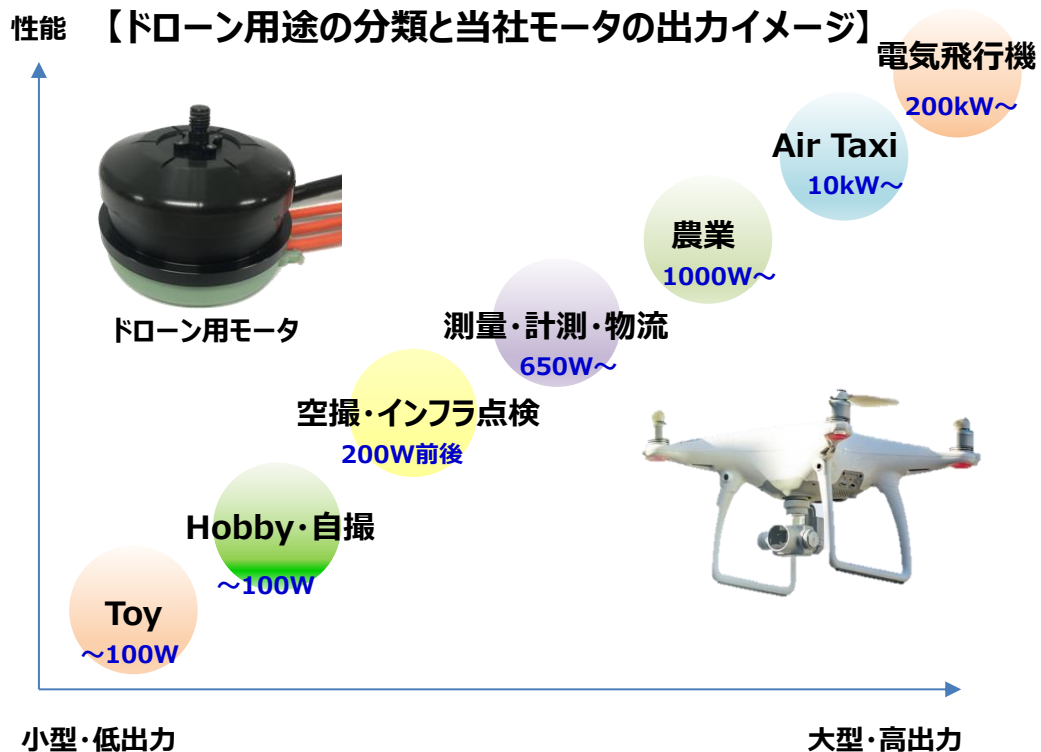 性能
【ドローン用途の分類と当社モータの出力イメージ】
電気飛行機
200kW～
Air Taxi
10kW～
農業
1000W～
測量・計測・物流
650W～
空撮・インフラ点検
200W前後
Hobby・自撮
～100W
Toy
～100W
ドローン用モータ
小型・低出力
大型・高出力